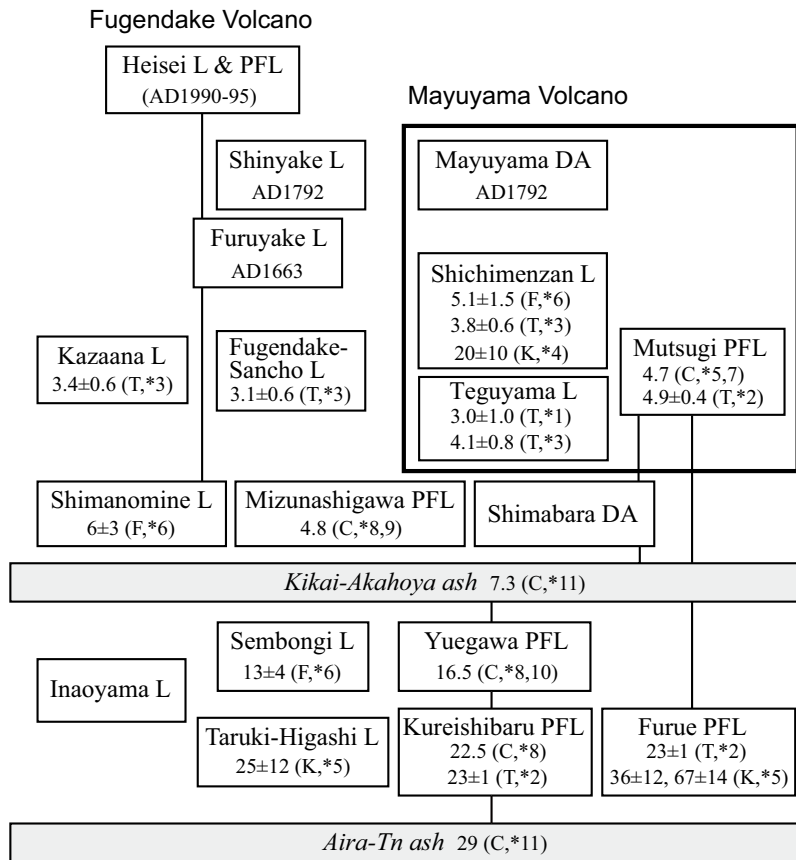 Fugendake Volcano
Heisei L & PFL
(AD1990-95)
Mayuyama Volcano
Shinyake L
AD1792
Mayuyama DA
AD1792
Furuyake L
AD1663
Shichimenzan L
5.1±1.5 (F,*6)
3.8±0.6 (T,*3)
20±10 (K,*4)
Kazaana L
3.4±0.6 (T,*3)
Fugendake-
Sancho L
3.1±0.6 (T,*3)
Mutsugi PFL
4.7 (C,*5,7)
4.9±0.4 (T,*2)
Teguyama L
3.0±1.0 (T,*1)
4.1±0.8 (T,*3)
Shimanomine L
6±3 (F,*6)
Mizunashigawa PFL
4.8 (C,*8,9)
Shimabara DA
Kikai-Akahoya ash 7.3 (C,*11)
Sembongi L
13±4 (F,*6)
Yuegawa PFL
16.5 (C,*8,10)
Inaoyama L
Taruki-Higashi L
25±12 (K,*5)
Kureishibaru PFL
22.5 (C,*8)
23±1 (T,*2)
Furue PFL
23±1 (T,*2)
36±12, 67±14 (K,*5)
Aira-Tn ash 29 (C,*11)